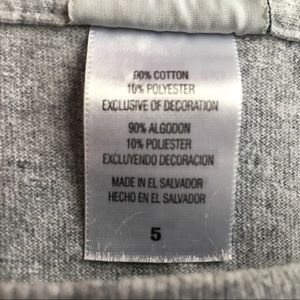 90% COTTON
10% POLYESTER
EXCLUSIVE OF DECORATION
90% ALGODON
10% POLIESTER
EXCLUYENDO DECORACION
MADE IN EL SALVADOR
HECHO EN EL SALVADOR
5